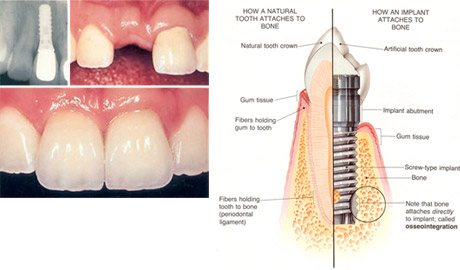 HOW A NATURAL
TOOTH ATTACHES TO
BONE
Natural tooth crown
Gum tissue
Fibers holding
gum to tooth
Fibers holding
tooth to bone
(periodontal
ligament)
HOW AN IMPLANT
ATTACHES TO
BONE
Artificial tooth crown
Implant abutment
Gum tissue
Screw-type implant
Bone
Note that bone
attaches directly
to implant; called
osseointegration